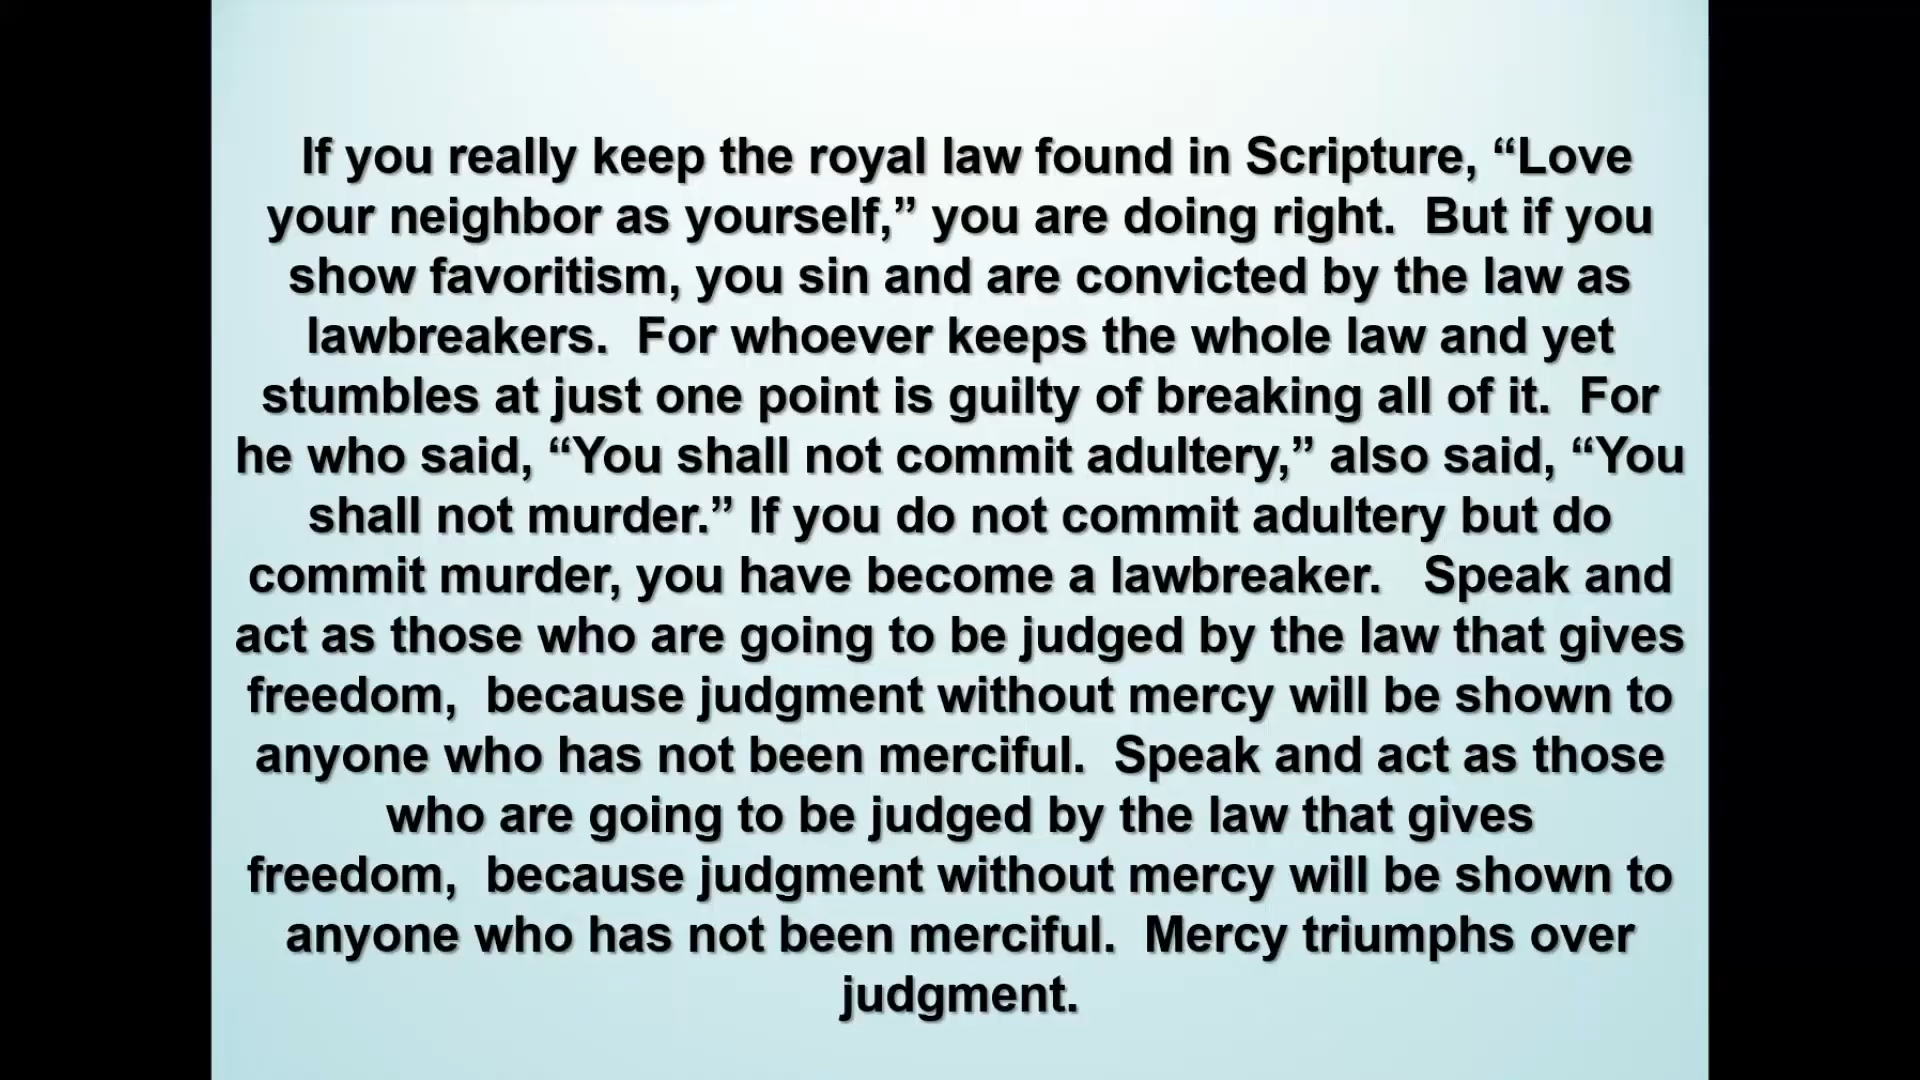 If you really keep the royal law found in Scripture, “Love
your neighbor as yourself,” you are doing right.  But if you
show favoritism, you sin and are convicted by the law as
lawbreakers.  For whoever keeps the whole law and yet
stumbles at just one point is guilty of breaking all of it.  For
he who said, “You shall not commit adultery,” also said, “You
shall not murder.” If you do not commit adultery but do
commit murder, you have become a lawbreaker.   Speak and
act as those who are going to be judged by the law that gives
freedom,  because judgment without mercy will be shown to
anyone who has not been merciful.  Speak and act as those
who are going to be judged by the law that gives
freedom,  because judgment without mercy will be shown to
anyone who has not been merciful.  Mercy triumphs over
judgment.